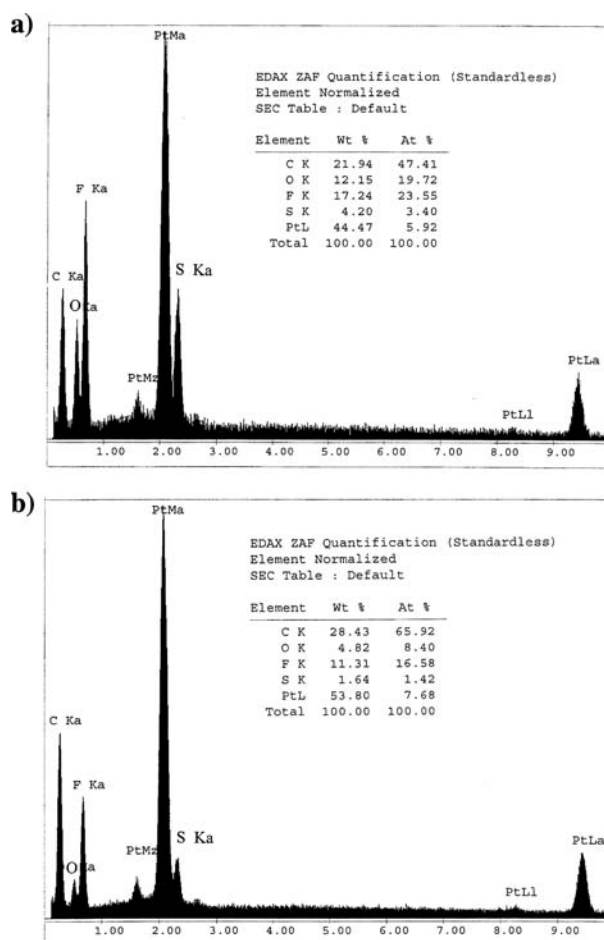 a)
PtMa
EDAX ZAF Quantification (Standardless)
Element Normalized
SEC Table : Default
Element Wt % At %
C K 21.94 47.41
O K 12.15 19.72
F K 17.24 23.55
S K 4.20 3.40
PtL 44.47 5.92
Total 100.00 100.00
F Ka
C Ka
S Ka
OKa
PtMz
PtLa
PtLl
1.00 2.00 3.00 4.00 5.00 6.00 7.00 8.00 9.00
b)
PtMa
EDAX ZAF Quantification (Standardless)
Element Normalized
SEC Table : Default
Element Wt % At %
C K 28.43 65.92
O K 4.82 8.40
F K 11.31 16.58
S K 1.64 1.42
PtL 53.80 7.68
Total 100.00 100.00
C Ka
F Ka
PtMz
S Ka
OKa
PtLa
PtLl
1.00 2.00 3.00 4.00 5.00 6.00 7.00 8.00 9.00